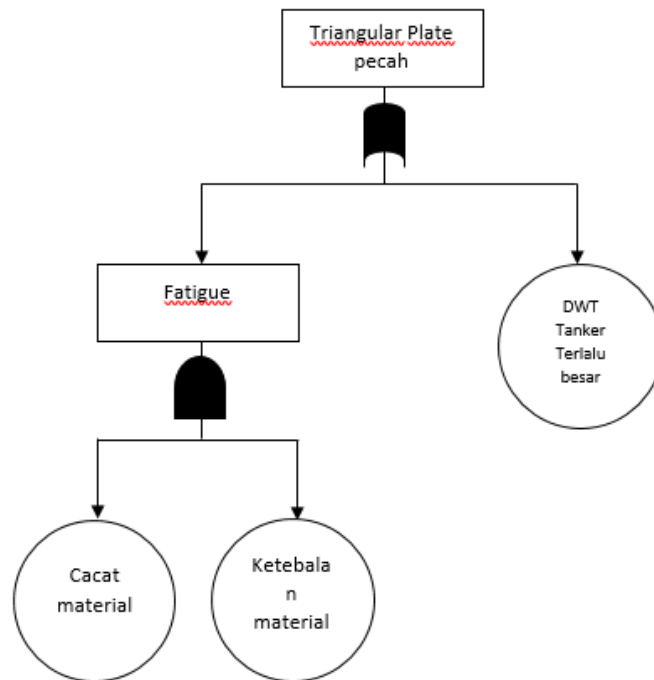 Triangular Plate
pecah
Fatigue
DWT
Tanker
Terlalu
besar
Cacat
material
Ketebala
n
material